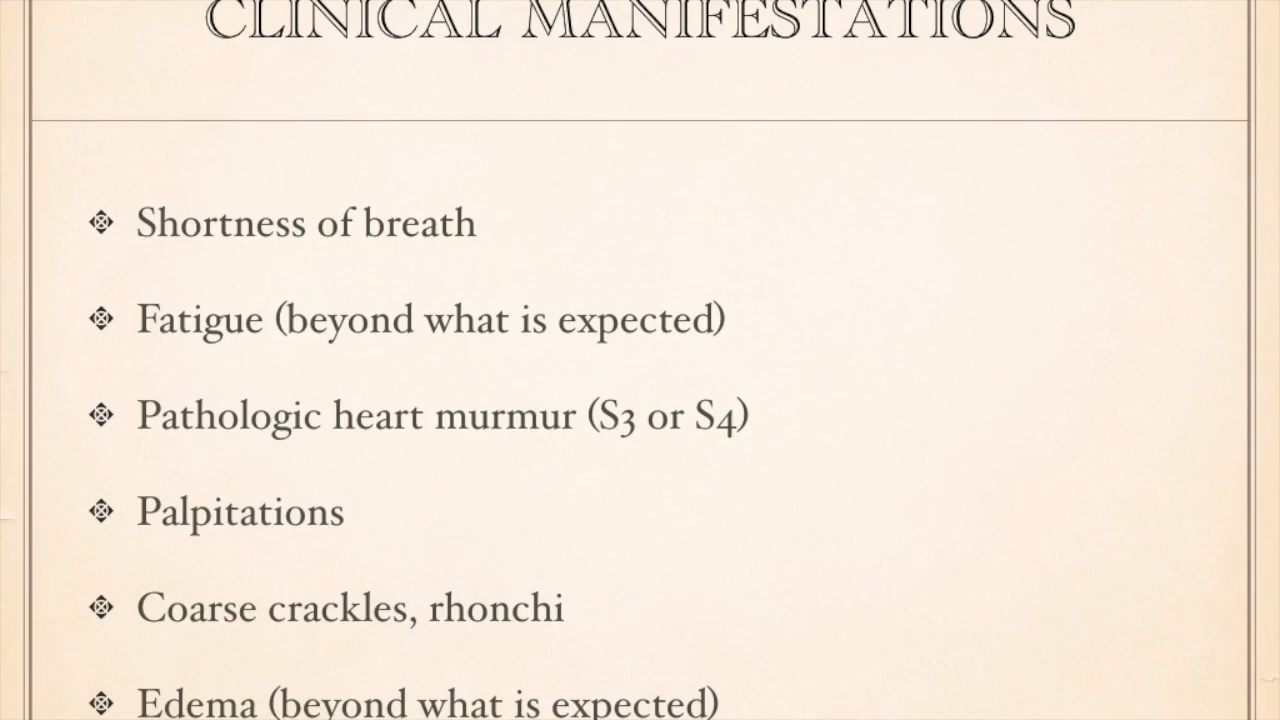 CLINICAL MANIFESTATIONS
Shortness of breath
Fatigue (beyond what is expected)
Pathologic heart murmur (S3 or S4)
Palpitations
Coarse crackles, rhonchi
Edema (beyond what is expected)